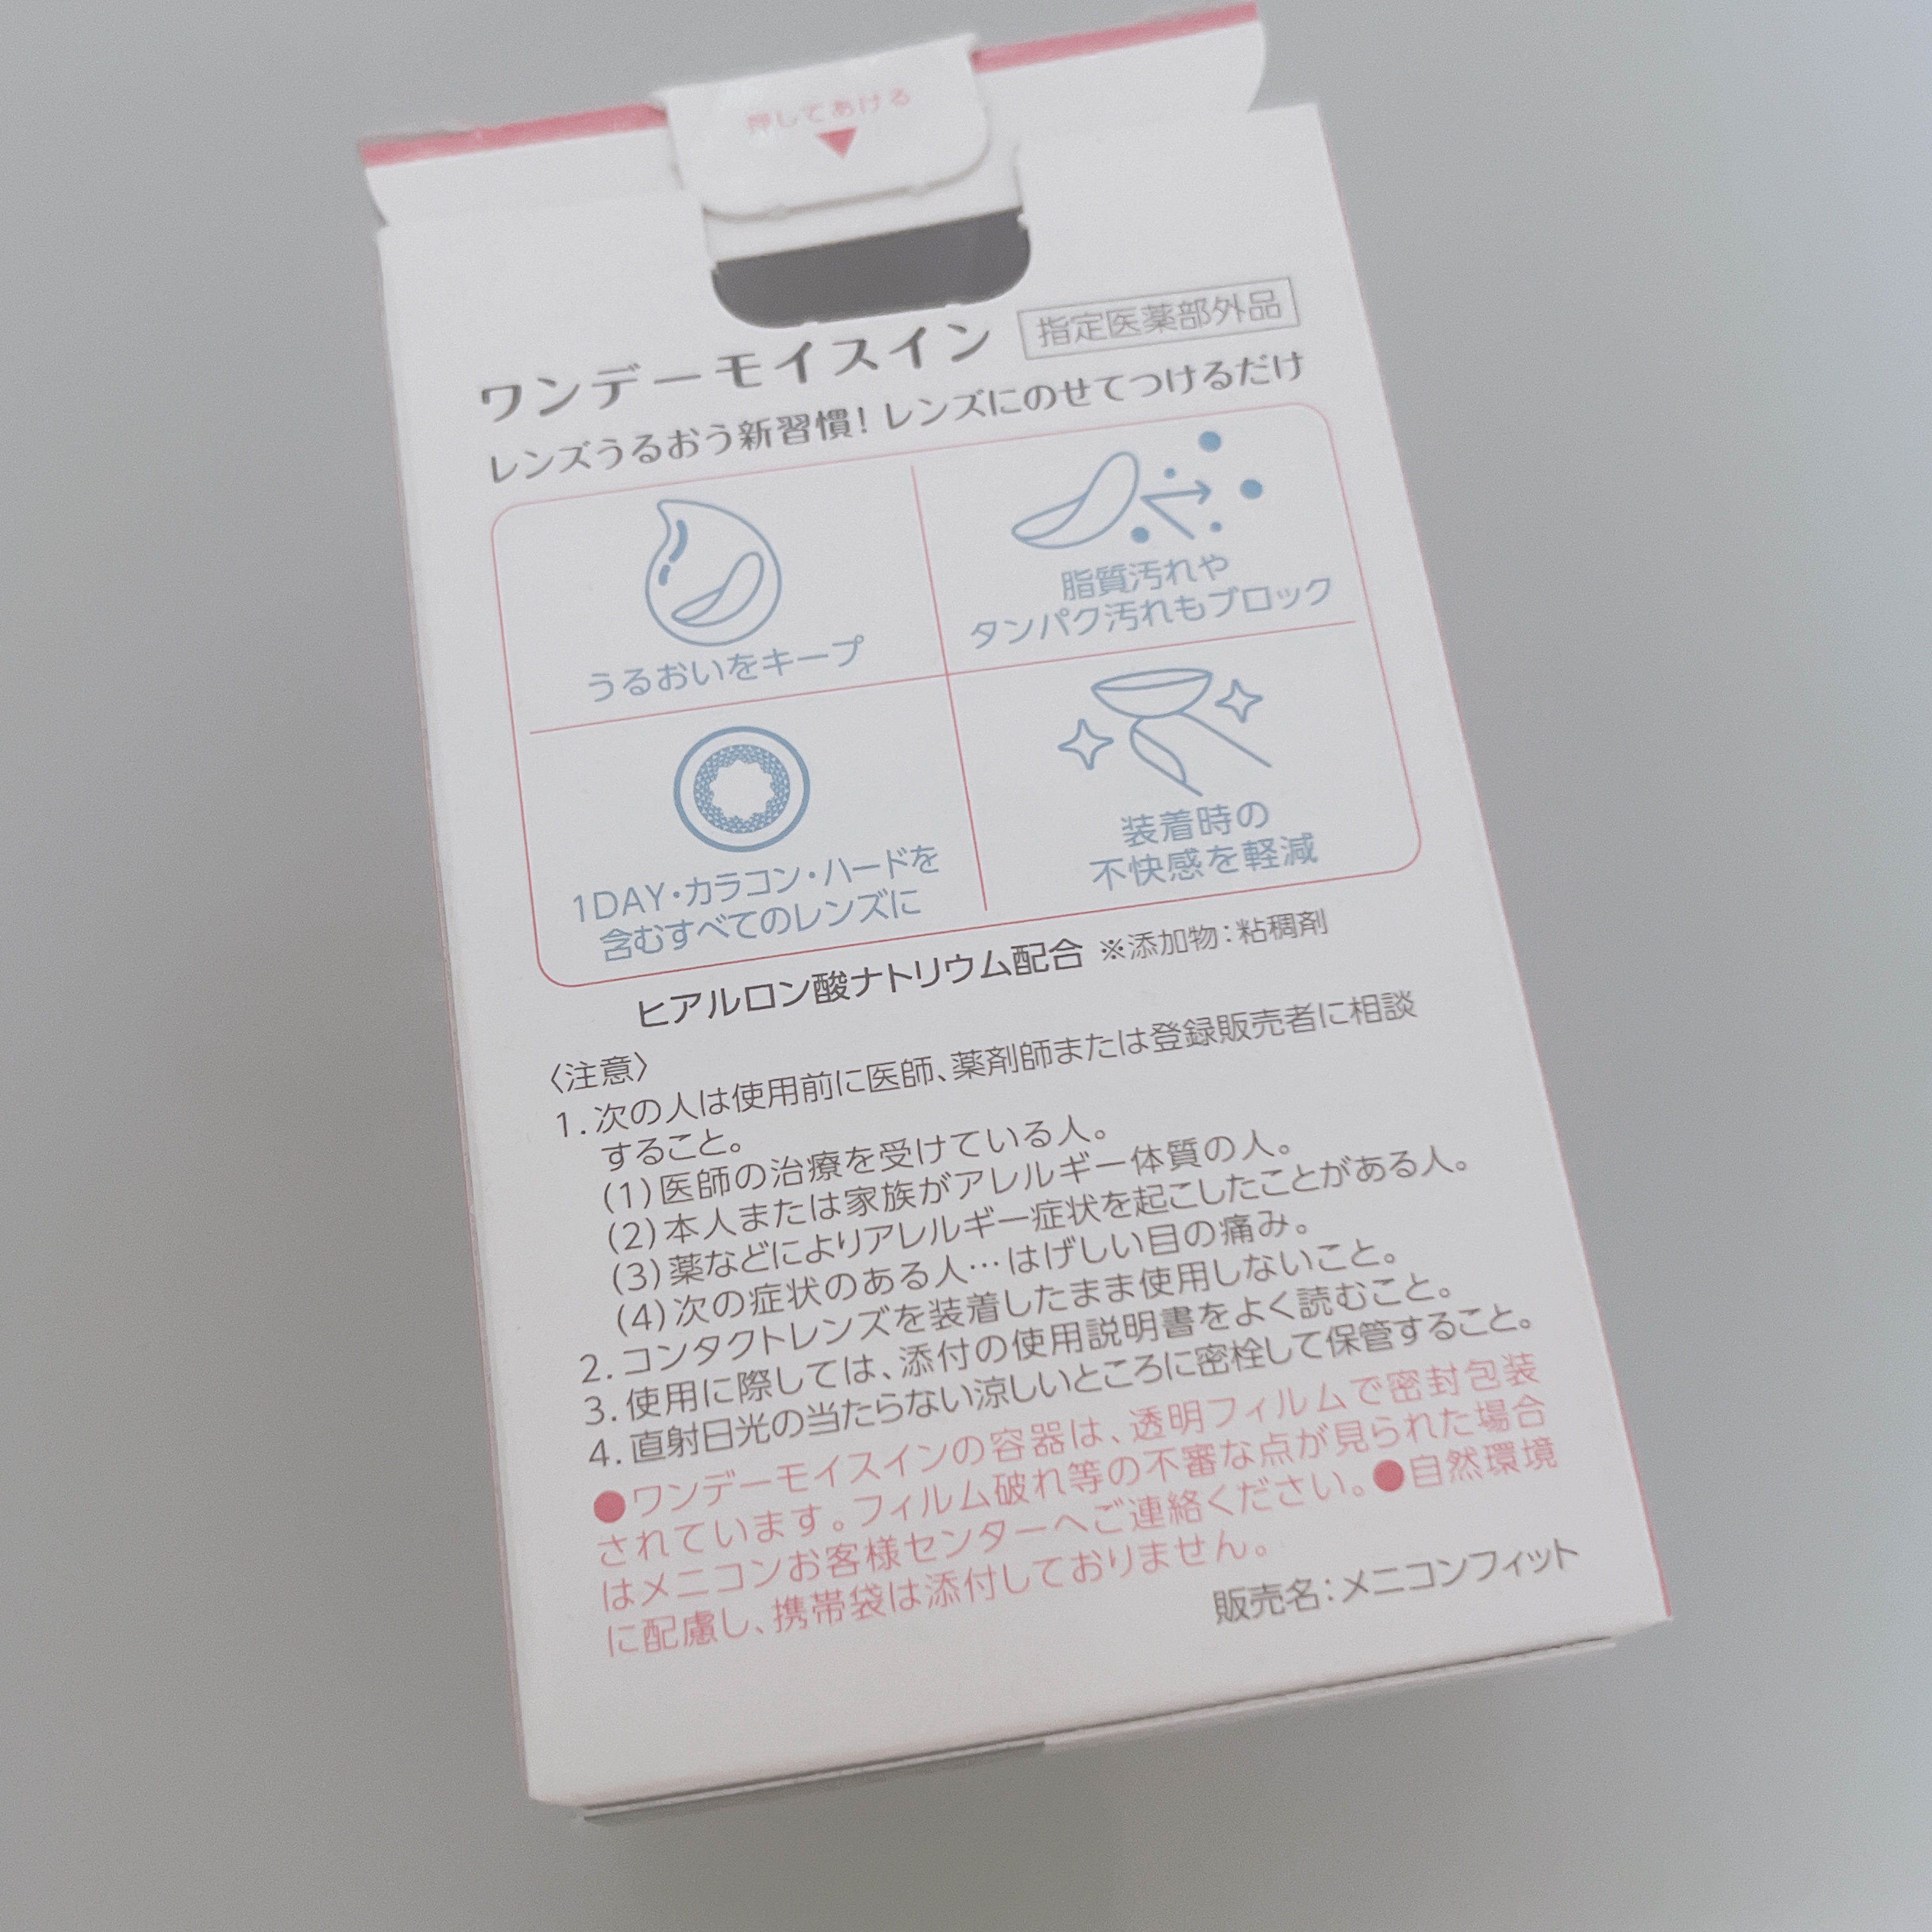 押してあける
ワンデーモイスイン 指定医薬部外品
レンズうるおう新習慣！レンズにのせてつけるだけ
うるおいをキープ
脂質汚れや
タンパク汚れもブロック
1DAY・カラコン・ハードを
含むすべてのレンズに
装着時の
不快感を軽減
ヒアルロン酸ナトリウム配合 ※添加物：粘稠剤
〈注意〉
1. 次の人は使用前に医師、薬剤師または登録販売者に相談
すること。
(1)医師の治療を受けている人。
(2)本人または家族がアレルギー体質の人。
(3)薬などによりアレルギー症状を起こしたことがある人。
(4)次の症状のある人…はげしい目の痛み。
2. コンタクトレンズを装着したまま使用しないこと。
3. 使用に際しては、添付の使用説明書をよく読むこと。
4. 直射日光の当たらない涼しいところに密栓して保管すること。
●ワンデーモイスインの容器は、透明フィルムで密封包装
されています。フィルム破れ等の不審な点が見られた場合
はメニコンお客様センターへご連絡ください。●自然環境
に配慮し、携帯袋は添付しておりません。
販売名：メニコンフィット